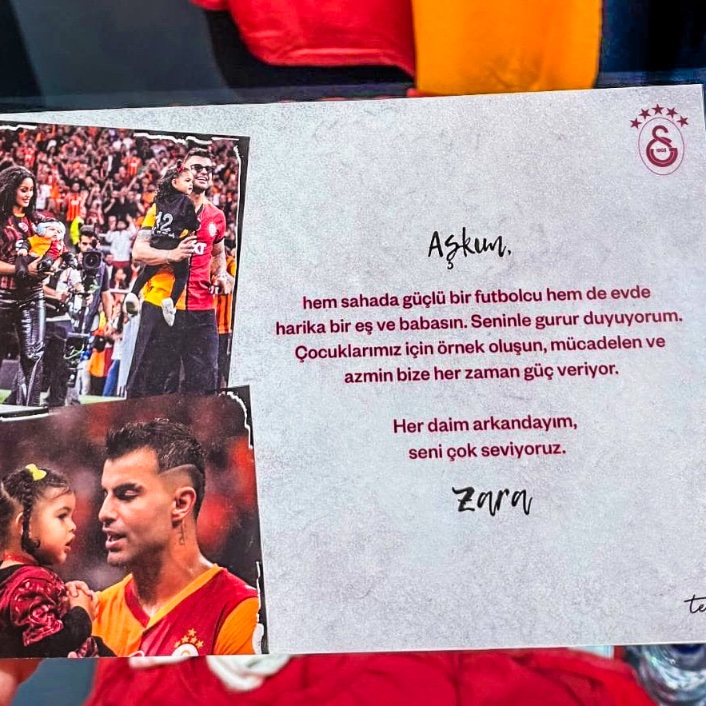 Aşkım,
hem sahada güçlü bir futbolcu hem de evde
harika bir eş ve babasın. Seninle gurur duyuyorum.
Çocuklarımız için örnek oluşun, mücadelen ve
azmin bize her zaman güç veriyor.
Her daim arkandayım,
seni çok seviyoruz.
Zara
12